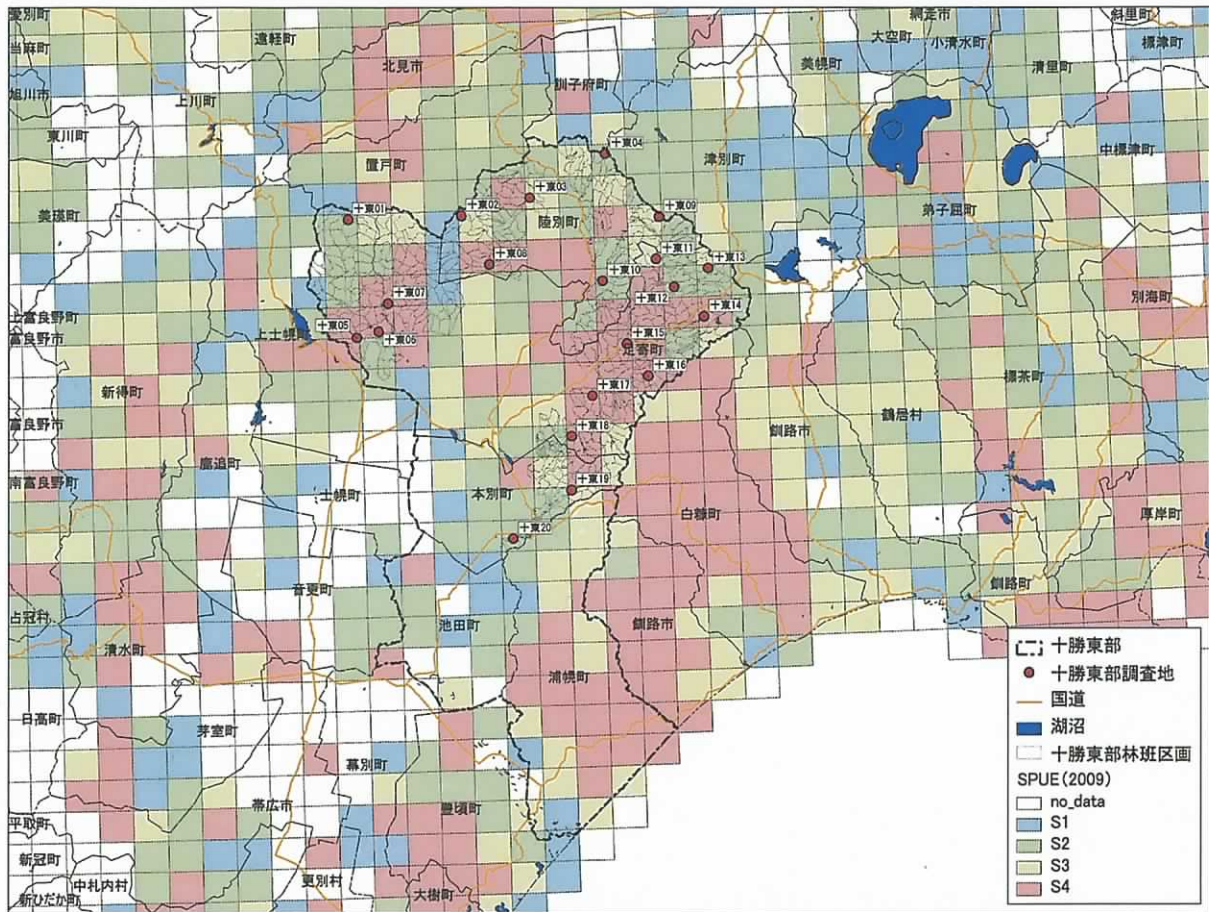 愛別町
遠軽町
網走市
斜里町
当麻町
北見市
大空町
小清水町
標津町
訓子府町
美幌町
清里町
旭川市
上川町
東川町
置戸町
十東04
津別町
中標津町
十東03
美瑛町
十東01
十東02
陸別町
十東09
弟子屈町
十東11
十東08
十東13
十東10
十東07
十東12
別海町
上富良野町
十東14
富良野市
上士幌町
十東05
十東06
十東15
足寄町
十東16
新得町
十東17
標茶町
富良野市
鶴居村
十東18
釧路市
鹿追町
南富良野町
士幌町
本別町
十東19
白糠町
厚岸町
十東20
音更町
釧路町
占冠村
池田町
釧路市
清水町
浦幌町
日高町
芽室町
幕別町
帯広市
豊頃町
平取町
新冠町
中札内村
更別村
大樹町
新ひだか町
十勝東部
十勝東部調査地
国道
湖沼
十勝東部林班区画
SPUE(2009)
no_data
S1
S2
S3
S4